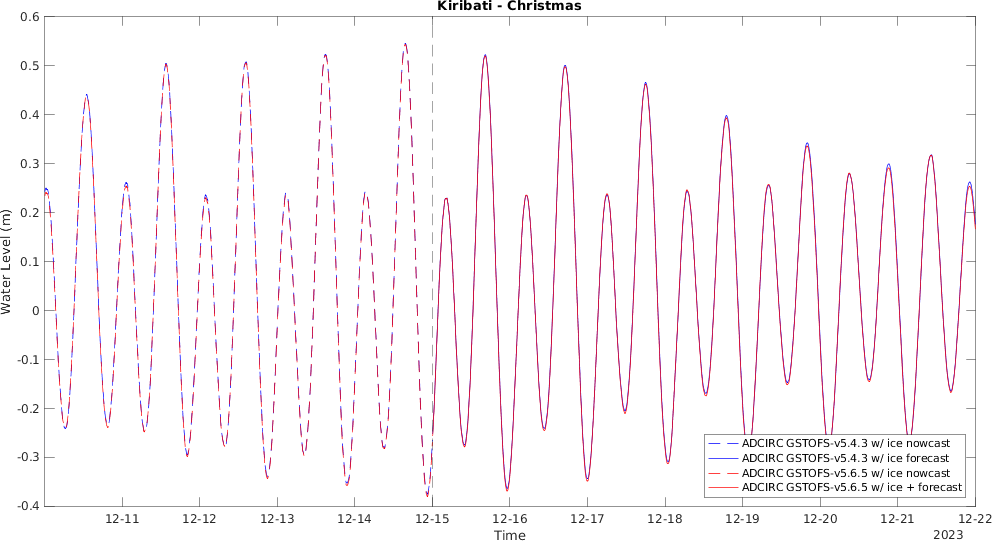 Kiribati - Christmas
0.6
0.5
0.4
0.3
0.2
0.1
0
-0.1
-0.2
-0.3
-0.4
Water Level (m)
ADCIRC GSTOFS-v5.4.3 w/ ice nowcast
ADCIRC GSTOFS-v5.4.3 w/ ice forecast
ADCIRC GSTOFS-v5.6.5 w/ ice nowcast
ADCIRC GSTOFS-v5.6.5 w/ ice + forecast
12-11 12-12 12-13 12-14 12-15 12-16 12-17 12-18 12-19 12-20 12-21 12-22
Time
2023